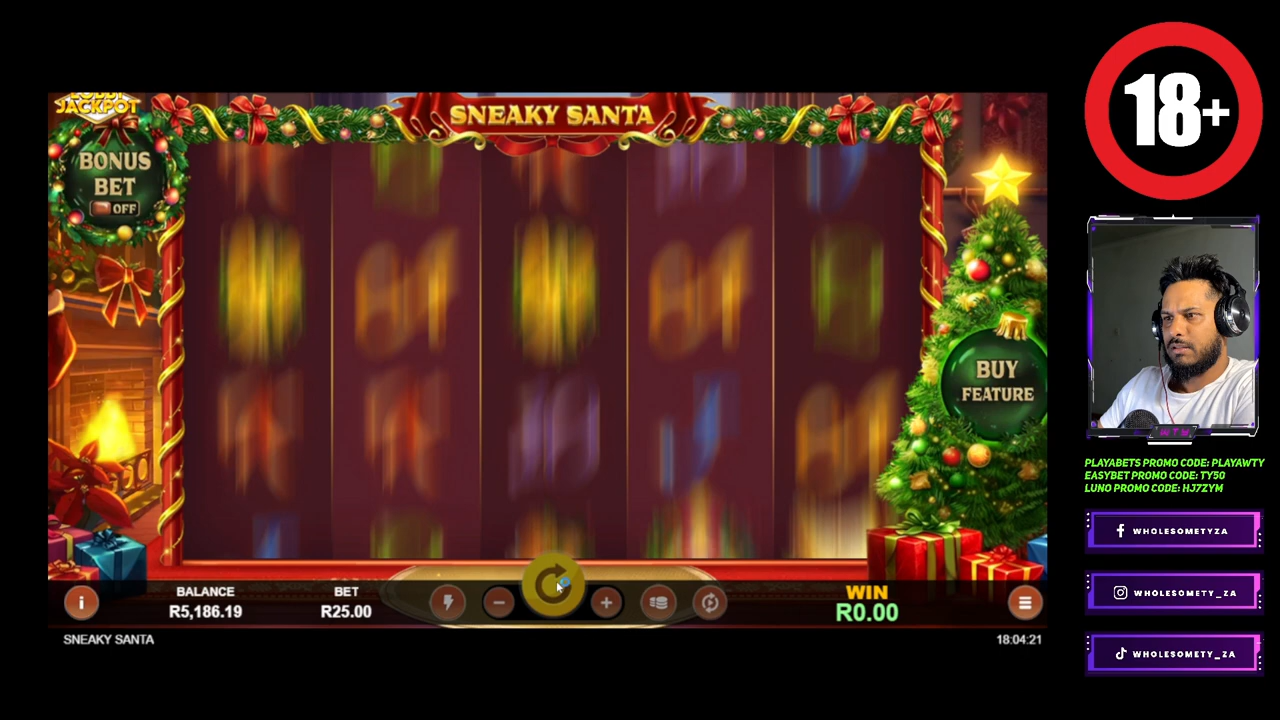 JACKPOT
SNEAKY SANTA
BONUS
BET
OFF
BUY
FEATURE
BALANCE
R5,186.19
BET
R25.00
WIN
R0.00
SNEAKY SANTA
18:04:21
18+
WTW
PLAYABETS PROMO CODE: PLAYAWTY
EASYBET PROMO CODE: TY50
LUNO PROMO CODE: HJ7ZYM
WHOLESOMETYZA
WHOLESOMETY_ZA
WHOLESOMETY_ZA